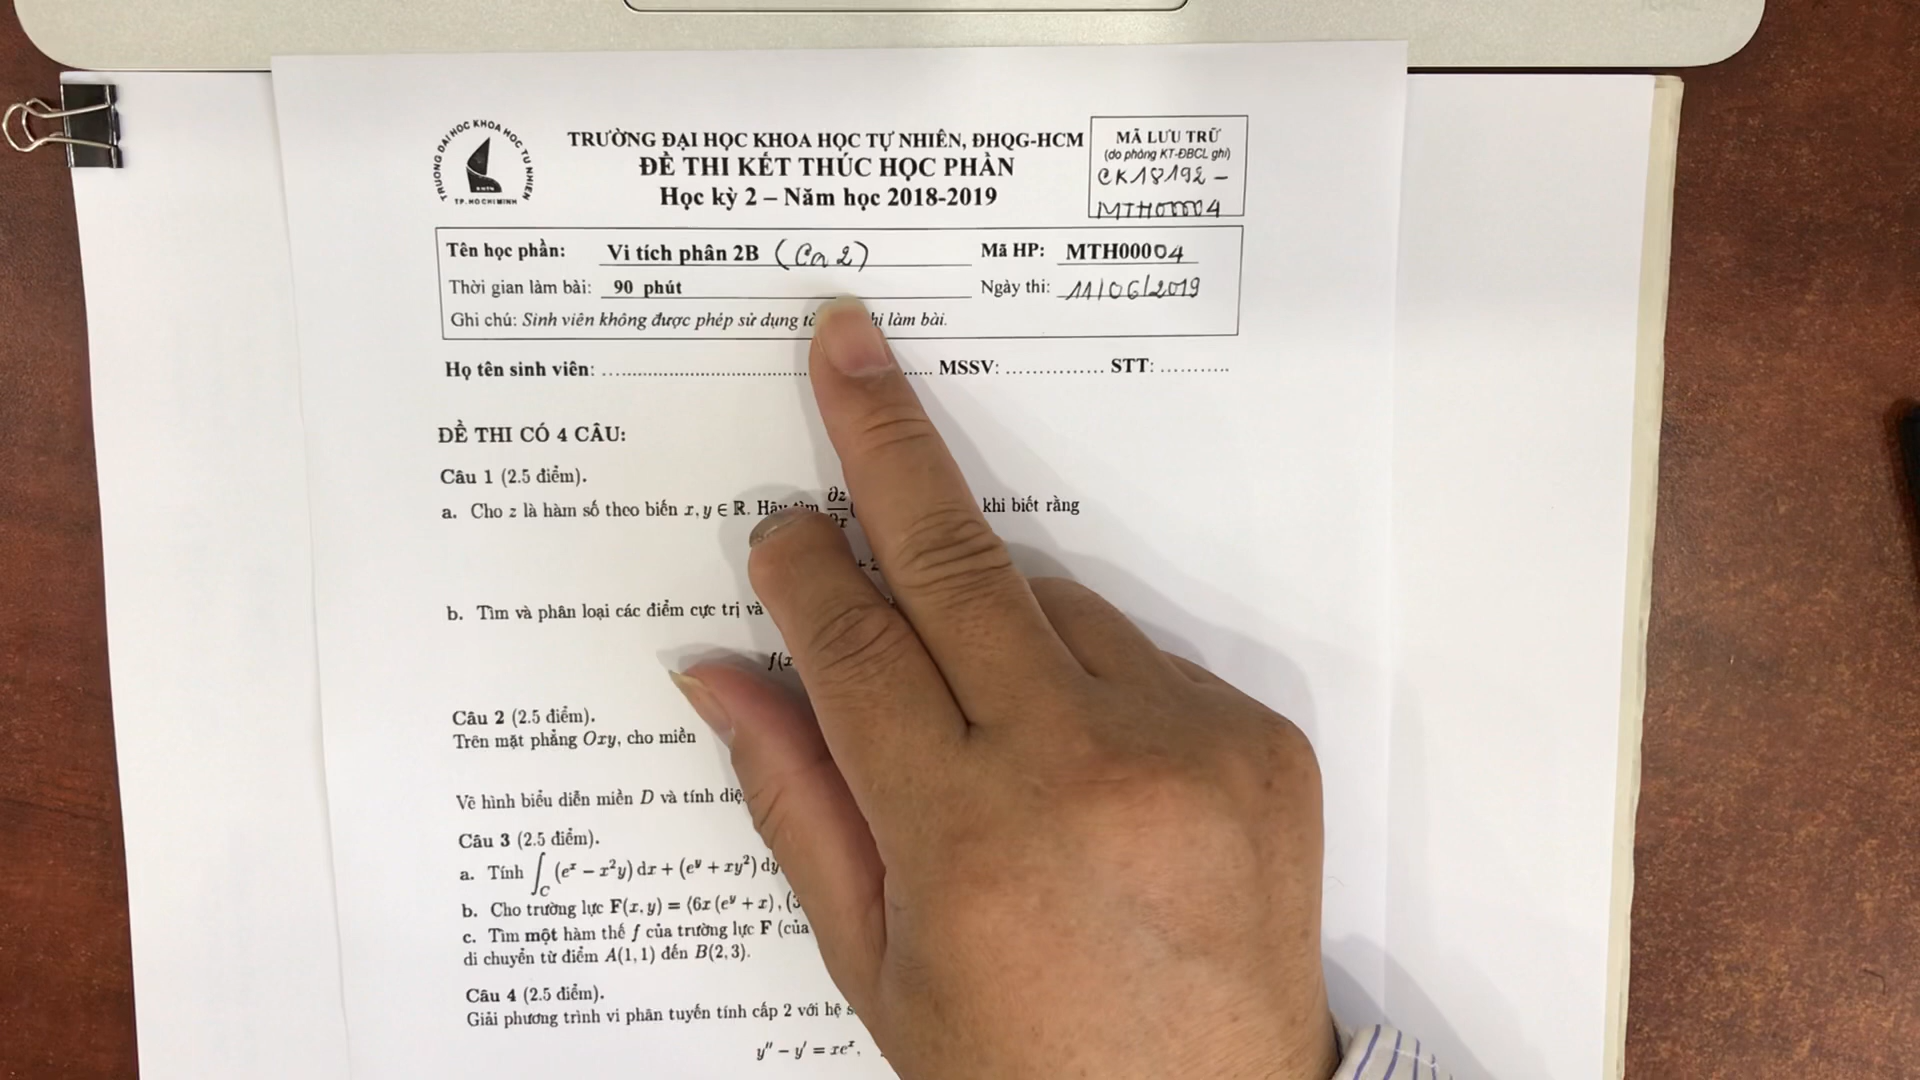 TRƯỜNG ĐẠI HỌC KHOA HỌC TỰ NHIÊN
KHTN
TP. HO CHI MINH
TRƯỜNG ĐẠI HỌC KHOA HỌC TỰ NHIÊN, ĐHQG-HCM
ĐỀ THI KẾT THÚC HỌC PHẦN
Học kỳ 2 – Năm học 2018-2019
MÃ LƯU TRỮ
(do phòng KT-ĐBCL ghi)
CK18192 –
MTH00004
Tên học phần: Vi tích phân 2B (Ca 2) Mã HP: MTH00004
Thời gian làm bài: 90 phút Ngày thi: 11/06/2019
Ghi chú: Sinh viên không được phép sử dụng làm bài.
Họ tên sinh viên: ........ MSSV: ............... STT: ...........
ĐỀ THI CÓ 4 CÂU:
Câu 1 (2.5 điểm).
a. Cho z là hàm số theo biến x, y ∈ ℝ. Hãy tìm ∂z/∂x khi biết rằng
b. Tìm và phân loại các điểm cực trị và
f(x
Câu 2 (2.5 điểm).
Trên mặt phẳng Oxy, cho miền
Vẽ hình biểu diễn miền D và tính
Câu 3 (2.5 điểm).
a. Tính ∫_C (e^x − x²y) dx + (e^y + xy²) dy
b. Cho trường lực F(x, y) = ⟨6x (e^y + x), (3
c. Tìm một hàm thế f của trường lực F (của
di chuyển từ điểm A(1, 1) đến B(2, 3).
Câu 4 (2.5 điểm).
Giải phương trình vi phân tuyến tính cấp 2 với hệ
y″ − y′ = xe^x,